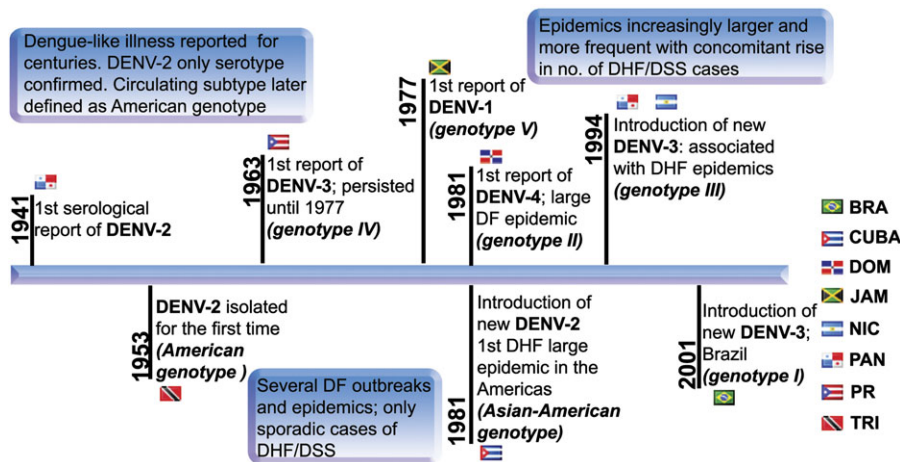 Dengue-like illness reported for
centuries. DENV-2 only serotype
confirmed. Circulating subtype later
defined as American genotype
Epidemics increasingly larger and
more frequent with concomitant rise
in no. of DHF/DSS cases
1941
1st serological
report of DENV-2
1963
1st report of
DENV-3; persisted
until 1977
(genotype IV)
1977
1st report of
DENV-1
(genotype V)
1981
1st report of
DENV-4; large
DF epidemic
(genotype II)
1994
Introduction of new
DENV-3: associated
with DHF epidemics
(genotype III)
1953
DENV-2 isolated
for the first time
(American
genotype )
Several DF outbreaks
and epidemics; only
sporadic cases of
DHF/DSS
1981
Introduction of
new DENV-2
1st DHF large
epidemic in the
Americas
(Asian-American
genotype)
2001
Introduction of
new DENV-3;
Brazil
(genotype I)
BRA
CUBA
DOM
JAM
NIC
PAN
PR
TRI